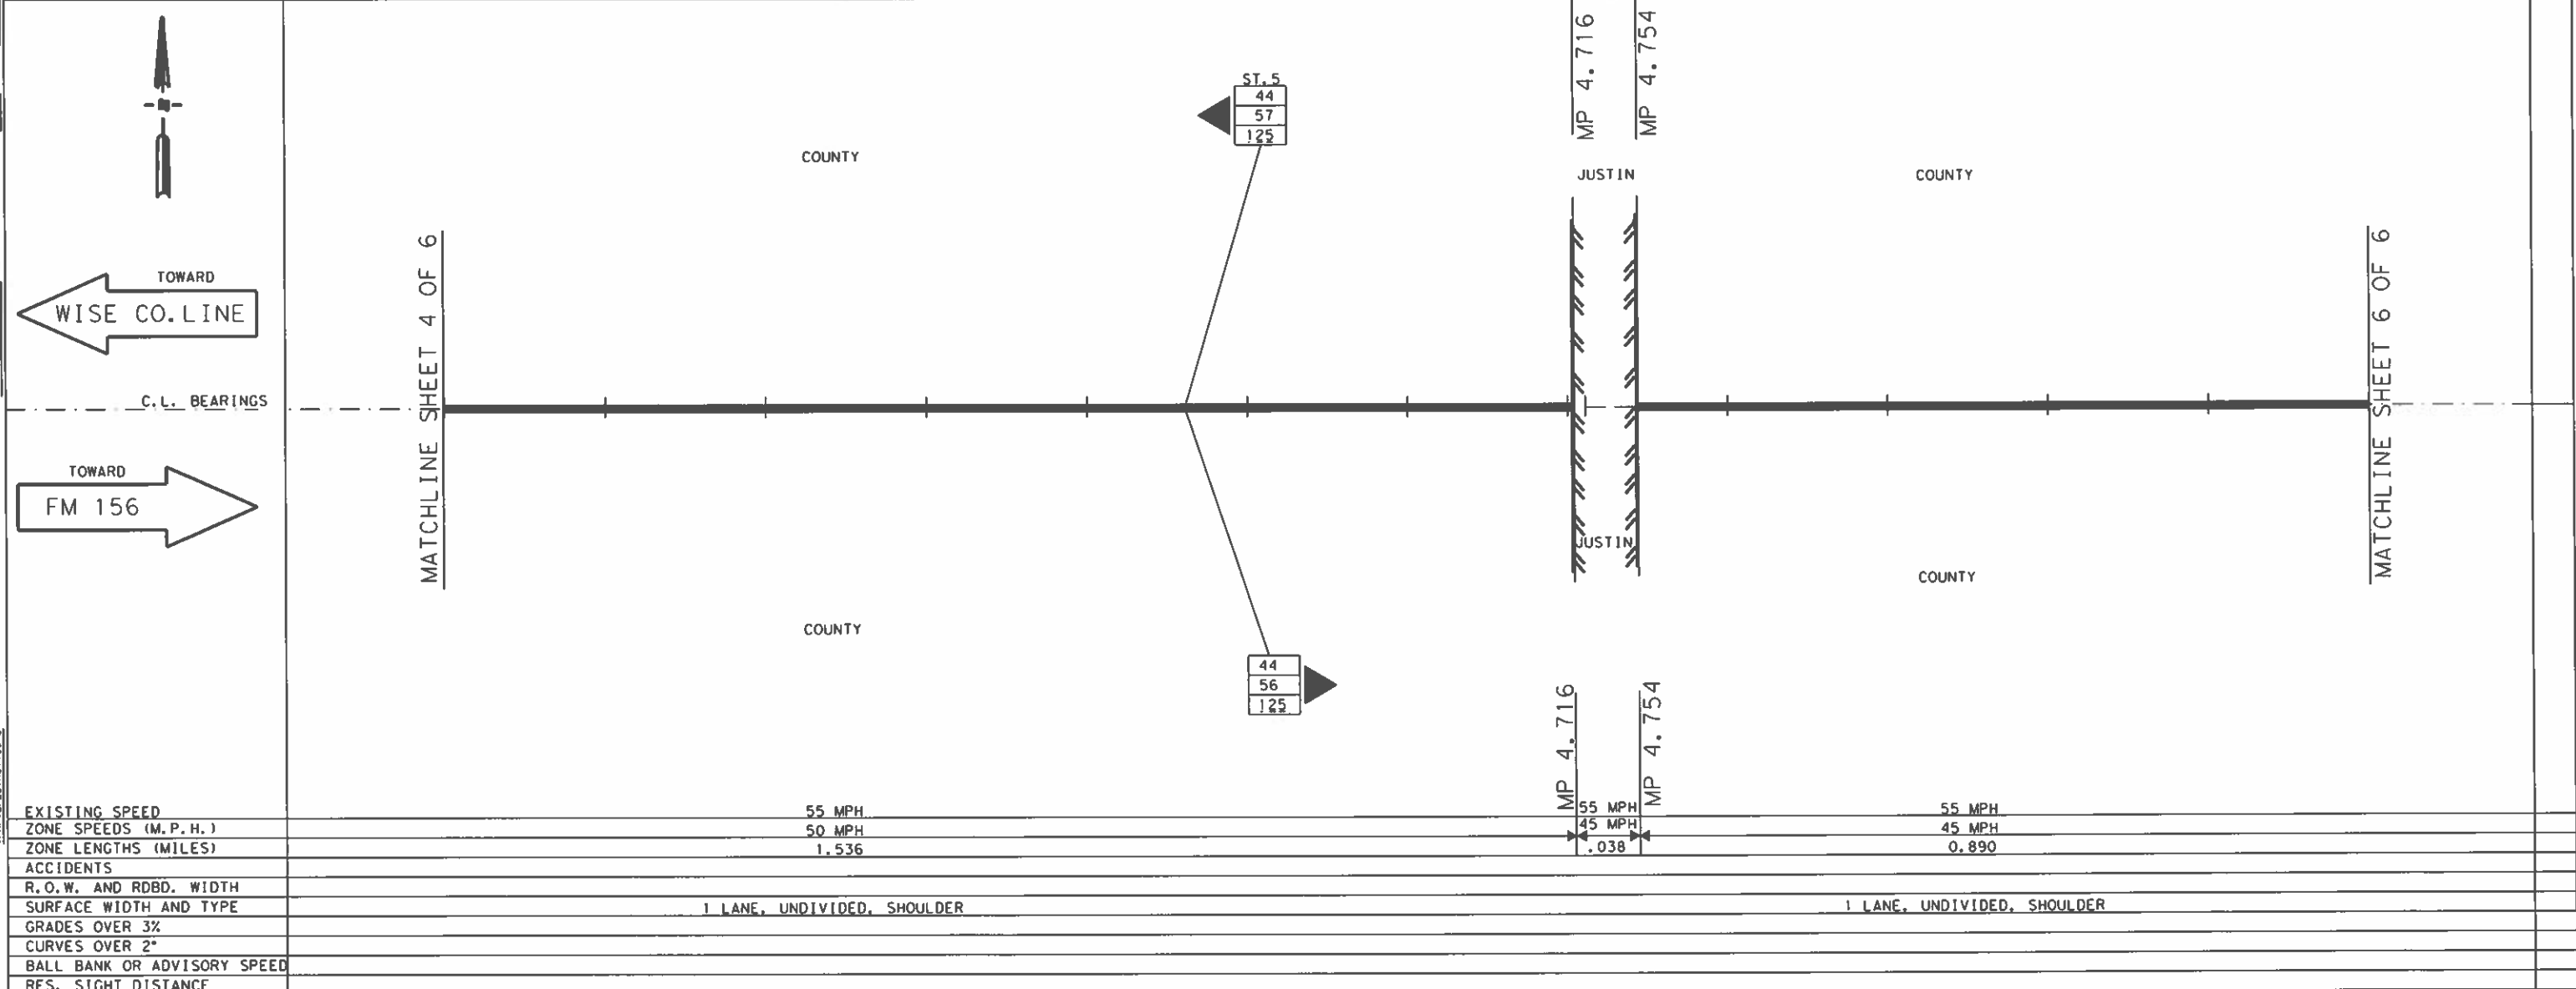 MP 4.716
MP 4.754
ST.5
44
57
125
COUNTY
JUSTIN
COUNTY
TOWARD
WISE CO.LINE
MATCHLINE SHEET 4 OF 6
MATCHLINE SHEET 6 OF 6
C.L. BEARINGS
TOWARD
FM 156
JUSTIN
COUNTY
COUNTY
44
56
125
MP 4.716
MP 4.754
EXISTING SPEED 55 MPH 55 MPH 55 MPH
ZONE SPEEDS (M.P.H.) 50 MPH 45 MPH 45 MPH
ZONE LENGTHS (MILES) 1.536 .038 0.890
ACCIDENTS
R.O.W. AND RDBD. WIDTH
SURFACE WIDTH AND TYPE 1 LANE, UNDIVIDED, SHOULDER 1 LANE, UNDIVIDED, SHOULDER
GRADES OVER 3%
CURVES OVER 2°
BALL BANK OR ADVISORY SPEED
RES. SIGHT DISTANCE